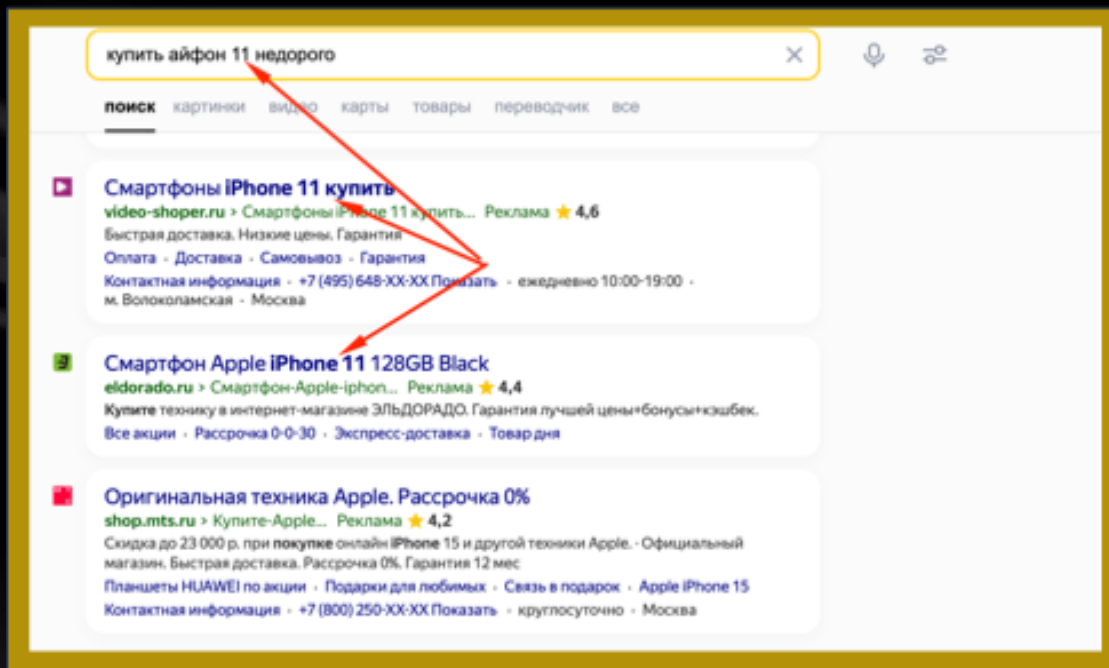 купить айфон 11 недорого
поиск картинки видео карты товары переводчик все
Смартфоны iPhone 11 купить
video-shoper.ru › Смартфоны iPhone 11 купить... Реклама 4,6
Быстрая доставка. Низкие цены. Гарантия
Оплата · Доставка · Самовывоз · Гарантия
Контактная информация · +7 (495) 648-XX-XX Показать · ежедневно 10:00-19:00 ·
м. Волоколамская · Москва
Смартфон Apple iPhone 11 128GB Black
eldorado.ru › Смартфон-Apple-iphon... Реклама 4,4
Купите технику в интернет-магазине ЭЛЬДОРАДО. Гарантия лучшей цены+бонусы+кэшбек.
Все акции · Рассрочка 0-0-30 · Экспресс-доставка · Товар дня
Оригинальная техника Apple. Рассрочка 0%
shop.mts.ru › Купите-Apple... Реклама 4,2
Скидка до 23 000 р. при покупке онлайн iPhone 15 и другой техники Apple. · Официальный
магазин. Быстрая доставка. Рассрочка 0%. Гарантия 12 мес
Планшеты HUAWEI по акции · Подарки для любимых · Связь в подарок · Apple iPhone 15
Контактная информация · +7 (800) 250-XX-XX Показать · круглосуточно · Москва